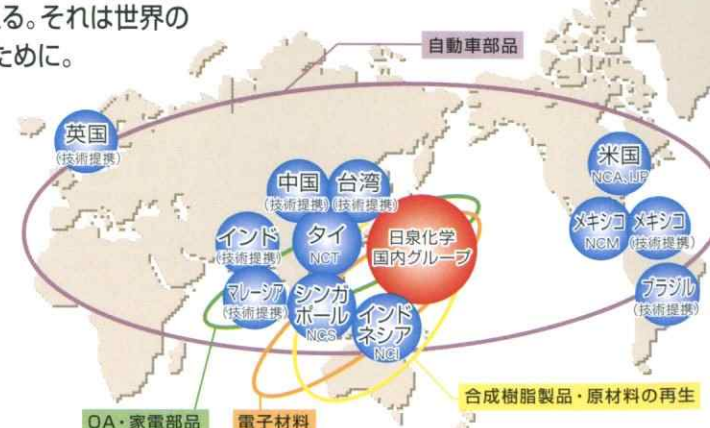 る。それは世界の
ために。
自動車部品
英国
(技術提携)
中国
(技術提携)
台湾
(技術提携)
米国
NCA、IJP
インド
(技術提携)
タイ
NCT
日泉化学
国内グループ
メキシコ
NCM
メキシコ
(技術提携)
マレーシア
(技術提携)
シンガ
ポール
NCS
インド
ネシア
NCI
ブラジル
(技術提携)
合成樹脂製品・原材料の再生
OA・家電部品
電子材料